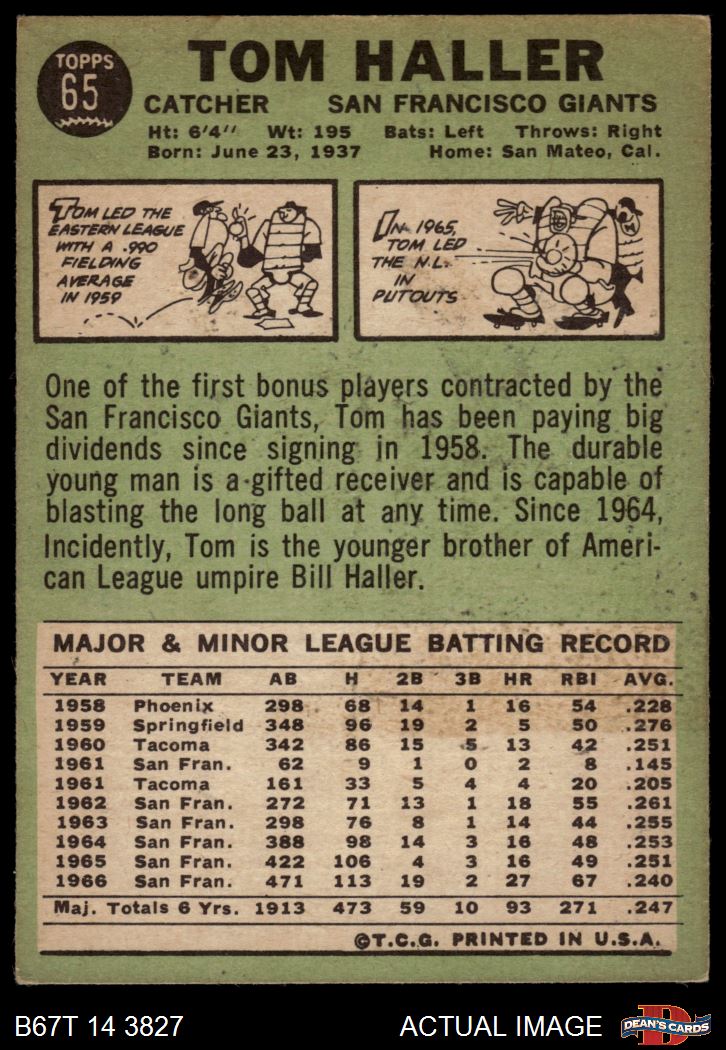 TOPPS
65
TOM HALLER
CATCHER SAN FRANCISCO GIANTS
Ht: 6'4" Wt: 195 Bats: Left Throws: Right
Born: June 23, 1937 Home: San Mateo, Cal.
TOM LED THE
EASTERN LEAGUE
WITH A .990
FIELDING
AVERAGE
IN 1959
IN 1965,
TOM LED
THE N.L.
IN
PUTOUTS
One of the first bonus players contracted by the
San Francisco Giants, Tom has been paying big
dividends since signing in 1958. The durable
young man is a gifted receiver and is capable of
blasting the long ball at any time. Since 1964,
Incidently, Tom is the younger brother of Ameri-
can League umpire Bill Haller.
MAJOR & MINOR LEAGUE BATTING RECORD
YEAR TEAM AB H 2B 3B HR RBI AVG.
1958 Phoenix 298 68 14 1 16 54 .228
1959 Springfield 348 96 19 2 5 50 .276
1960 Tacoma 342 86 15 5 13 42 .251
1961 San Fran. 62 9 1 0 2 8 .145
1961 Tacoma 161 33 5 4 4 20 .205
1962 San Fran. 272 71 13 1 18 55 .261
1963 San Fran. 298 76 8 1 14 44 .255
1964 San Fran. 388 98 14 3 16 48 .253
1965 San Fran. 422 106 4 3 16 49 .251
1966 San Fran. 471 113 19 2 27 67 .240
Maj. Totals 6 Yrs. 1913 473 59 10 93 271 .247
©T.C.G. PRINTED IN U.S.A.
B67T 14 3827 ACTUAL IMAGE
D
DEAN'S CARDS